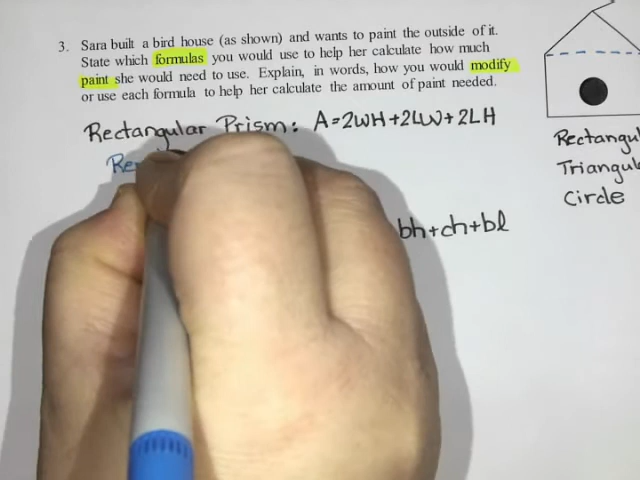 3. Sara built a bird house (as shown) and wants to paint the outside of it.
State which formulas you would use to help her calculate how much
paint she would need to use. Explain, in words, how you would modify
or use each formula to help her calculate the amount of paint needed.
Rectangular Prism: A=2WH+2LW+2LH
bh+ch+bl
Rectangul
Triangul
Circle